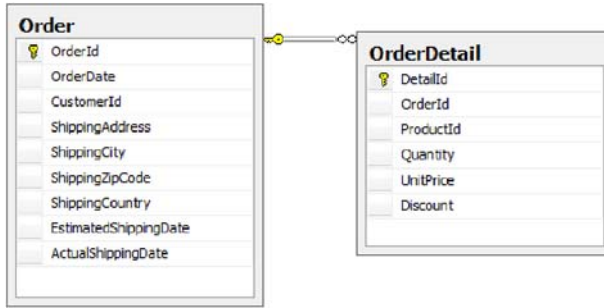 Order
OrderId
OrderDate
CustomerId
ShippingAddress
ShippingCity
ShippingZipCode
ShippingCountry
EstimatedShippingDate
ActualShippingDate
OrderDetail
DetailId
OrderId
ProductId
Quantity
UnitPrice
Discount